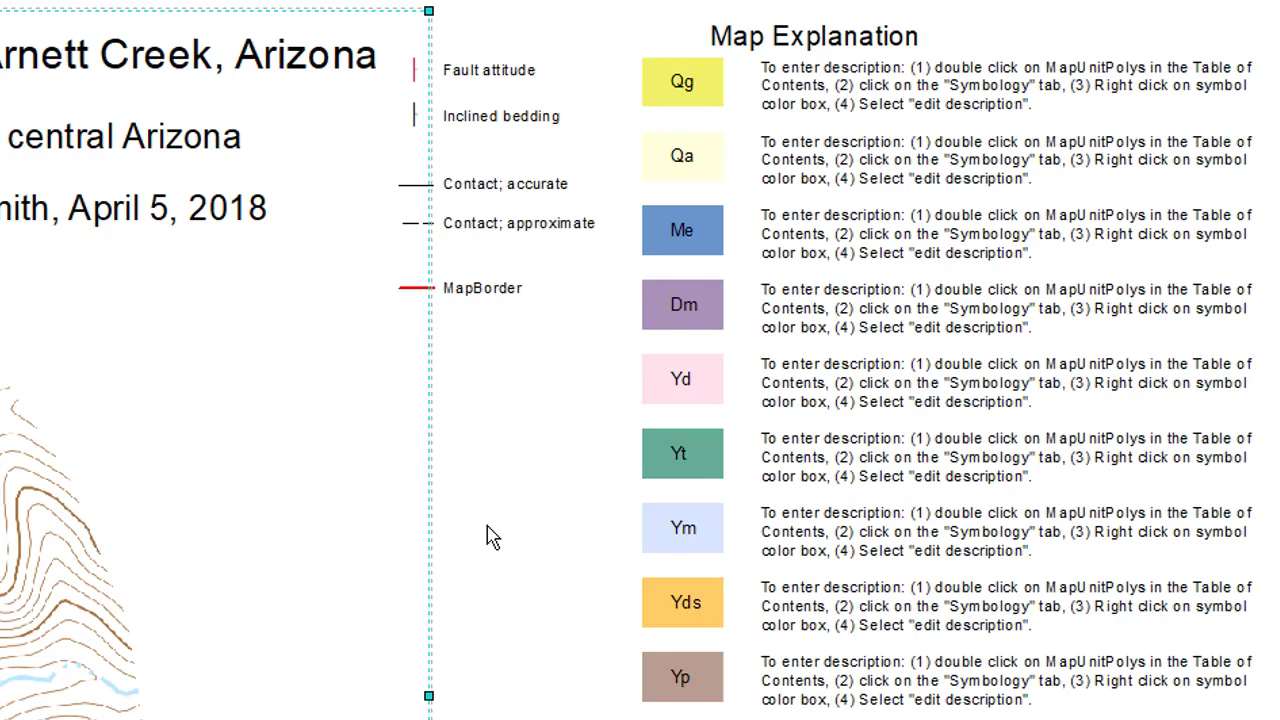 rnett Creek, Arizona
central Arizona
ith, April 5, 2018
Fault attitude
Inclined bedding
Contact; accurate
Contact; approximate
MapBorder
Map Explanation
Qg
To enter description: (1) double click on MapUnitPolys in the Table of
Contents, (2) click on the "Symbology" tab, (3) Right click on symbol
color box, (4) Select "edit description".
Qa
To enter description: (1) double click on MapUnitPolys in the Table of
Contents, (2) click on the "Symbology" tab, (3) Right click on symbol
color box, (4) Select "edit description".
Me
To enter description: (1) double click on MapUnitPolys in the Table of
Contents, (2) click on the "Symbology" tab, (3) Right click on symbol
color box, (4) Select "edit description".
Dm
To enter description: (1) double click on MapUnitPolys in the Table of
Contents, (2) click on the "Symbology" tab, (3) Right click on symbol
color box, (4) Select "edit description".
Yd
To enter description: (1) double click on MapUnitPolys in the Table of
Contents, (2) click on the "Symbology" tab, (3) Right click on symbol
color box, (4) Select "edit description".
Yt
To enter description: (1) double click on MapUnitPolys in the Table of
Contents, (2) click on the "Symbology" tab, (3) Right click on symbol
color box, (4) Select "edit description".
Ym
To enter description: (1) double click on MapUnitPolys in the Table of
Contents, (2) click on the "Symbology" tab, (3) Right click on symbol
color box, (4) Select "edit description".
Yds
To enter description: (1) double click on MapUnitPolys in the Table of
Contents, (2) click on the "Symbology" tab, (3) Right click on symbol
color box, (4) Select "edit description".
Yp
To enter description: (1) double click on MapUnitPolys in the Table of
Contents, (2) click on the "Symbology" tab, (3) Right click on symbol
color box, (4) Select "edit description".